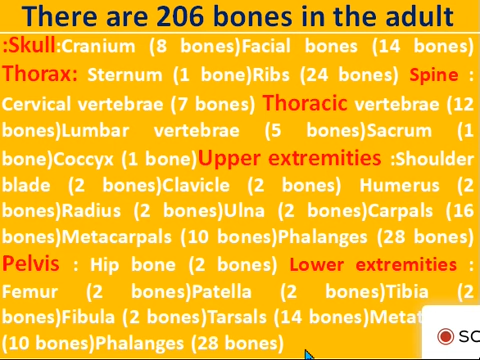 There are 206 bones in the adult
:Skull:Cranium (8 bones)Facial bones (14 bones)
Thorax: Sternum (1 bone)Ribs (24 bones) Spine :
Cervical vertebrae (7 bones) Thoracic vertebrae (12
bones)Lumbar vertebrae (5 bones)Sacrum (1
bone)Coccyx (1 bone)Upper extremities :Shoulder
blade (2 bones)Clavicle (2 bones) Humerus (2
bones)Radius (2 bones)Ulna (2 bones)Carpals (16
bones)Metacarpals (10 bones)Phalanges (28 bones)
Pelvis : Hip bone (2 bones) Lower extremities :
Femur (2 bones)Patella (2 bones)Tibia (2
bones)Fibula (2 bones)Tarsals (14 bones)
(10 bones)Phalanges (28 bones)